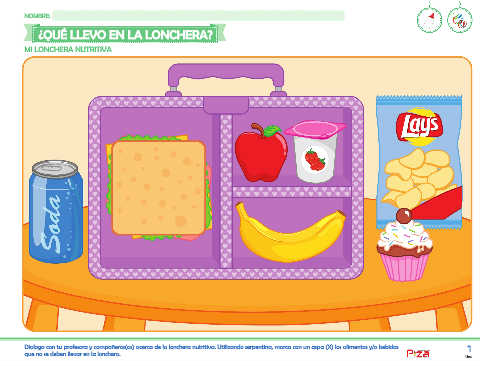 NOMBRE:
¿QUÉ LLEVO EN LA LONCHERA?
MI LONCHERA NUTRITIVA
Lays
Soda
Dialoga con tu profesora y compañeros(as) acerca de la lonchera nutritiva. Utilizando serpentina, marca con un aspa (X) los alimentos y/o bebidas
que no se deben llevar en la lonchera.
1